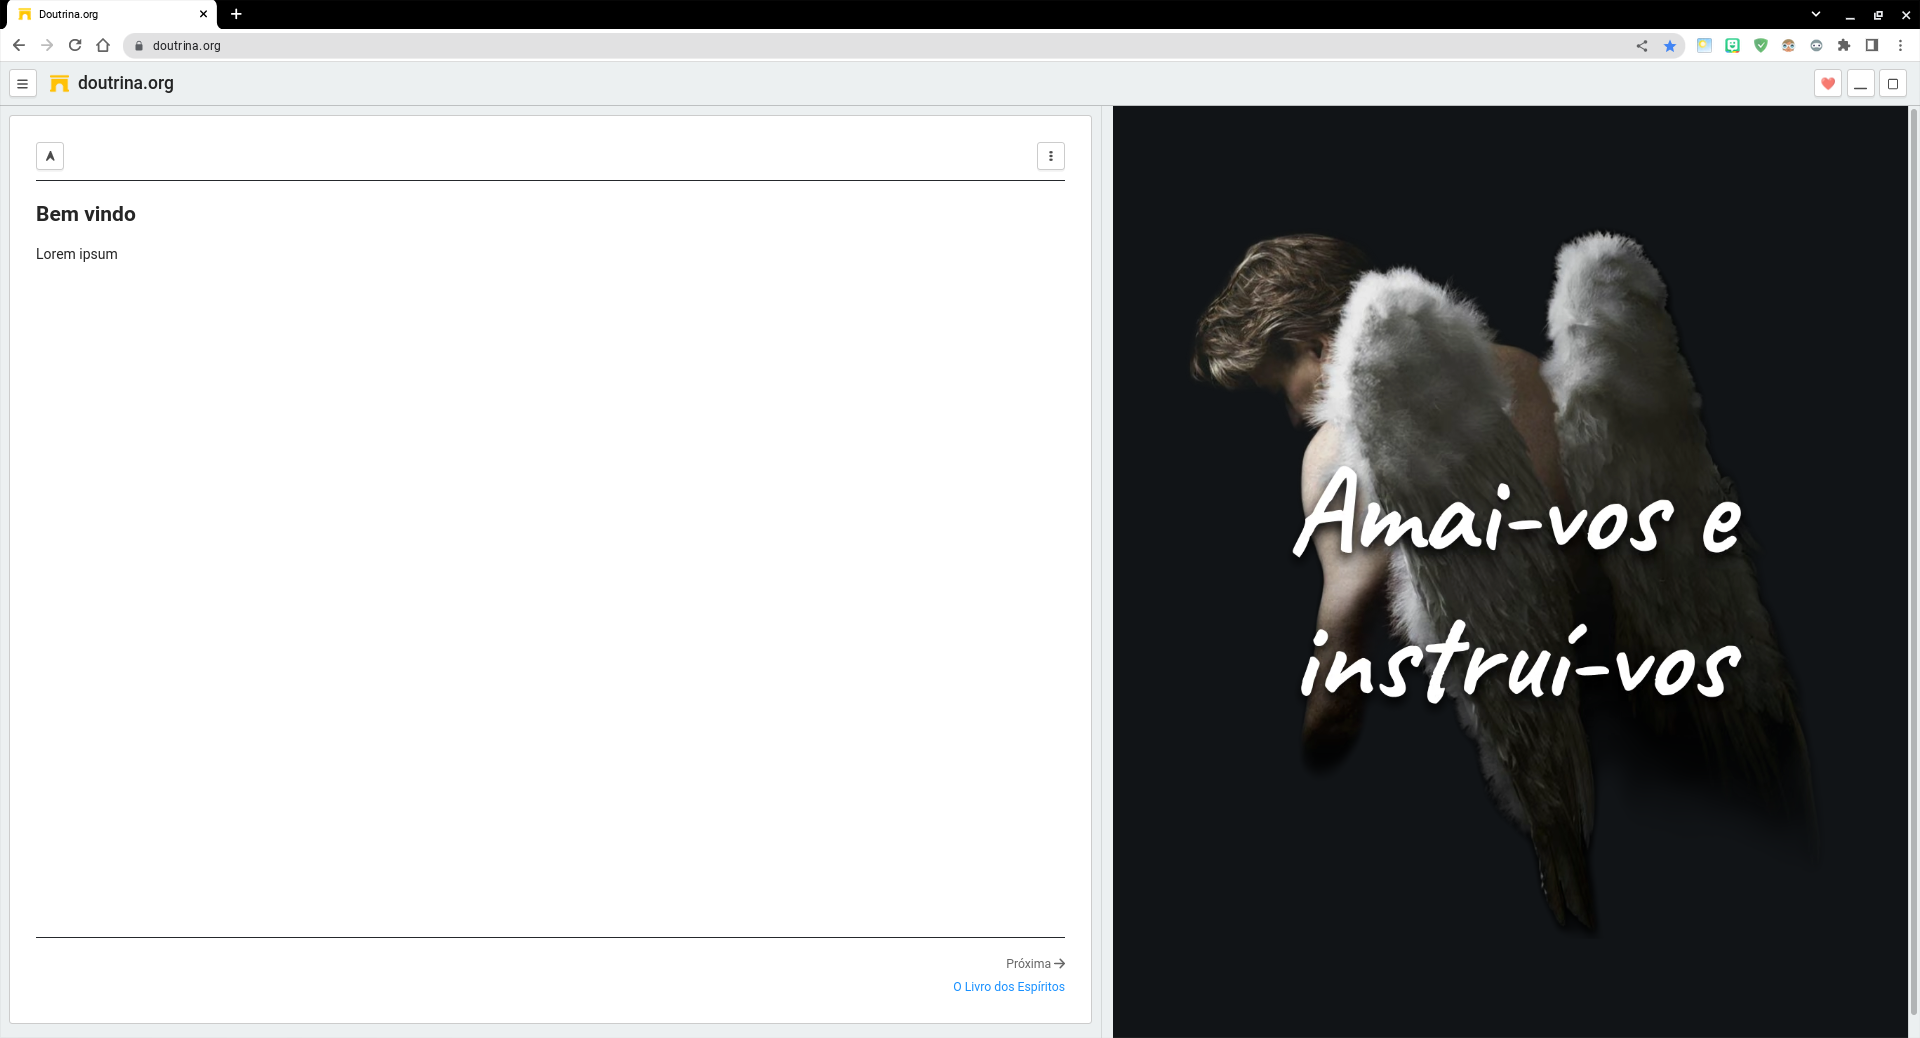 Doutrina.org
doutrina.org
doutrina.org
Bem vindo
Lorem ipsum
Próxima
O Livro dos Espíritos
Amai-vos e
instruí-vos